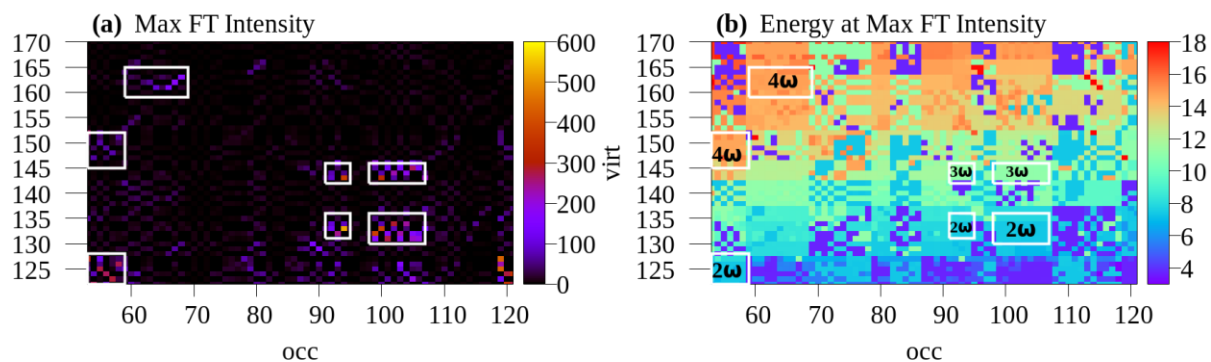 (a) Max FT Intensity
170
165
160
155
150
145
140
135
130
125
60 70 80 90 100 110 120
occ
600
500
400
300
200
100
0
(b) Energy at Max FT Intensity
virt
170
165
160
155
150
145
140
135
130
125
4ω
4ω
3ω 3ω
2ω 2ω
2ω
60 70 80 90 100 110 120
occ
18
16
14
12
10
8
6
4